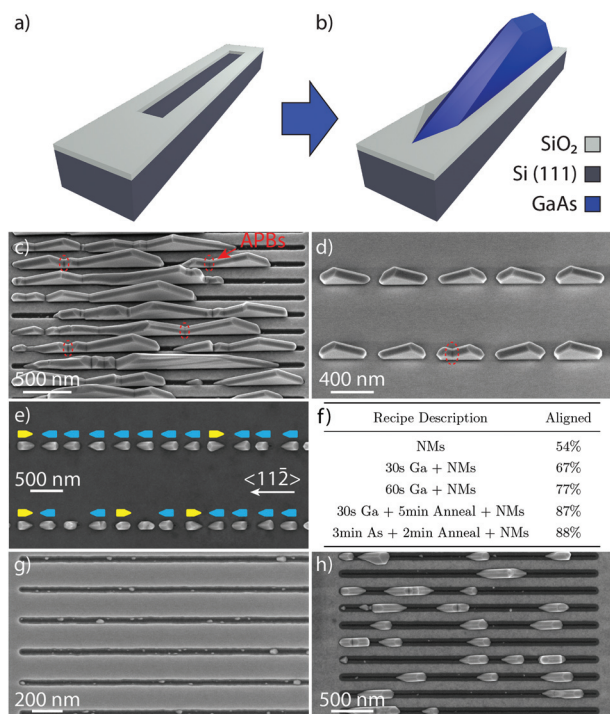 a)
b)
SiO₂
Si (111)
GaAs
c)
APBs
500 nm
d)
400 nm
e)
500 nm
<112̄>
f)
Recipe Description Aligned
NMs 54%
30s Ga + NMs 67%
60s Ga + NMs 77%
30s Ga + 5min Anneal + NMs 87%
3min As + 2min Anneal + NMs 88%
g)
200 nm
h)
500 nm